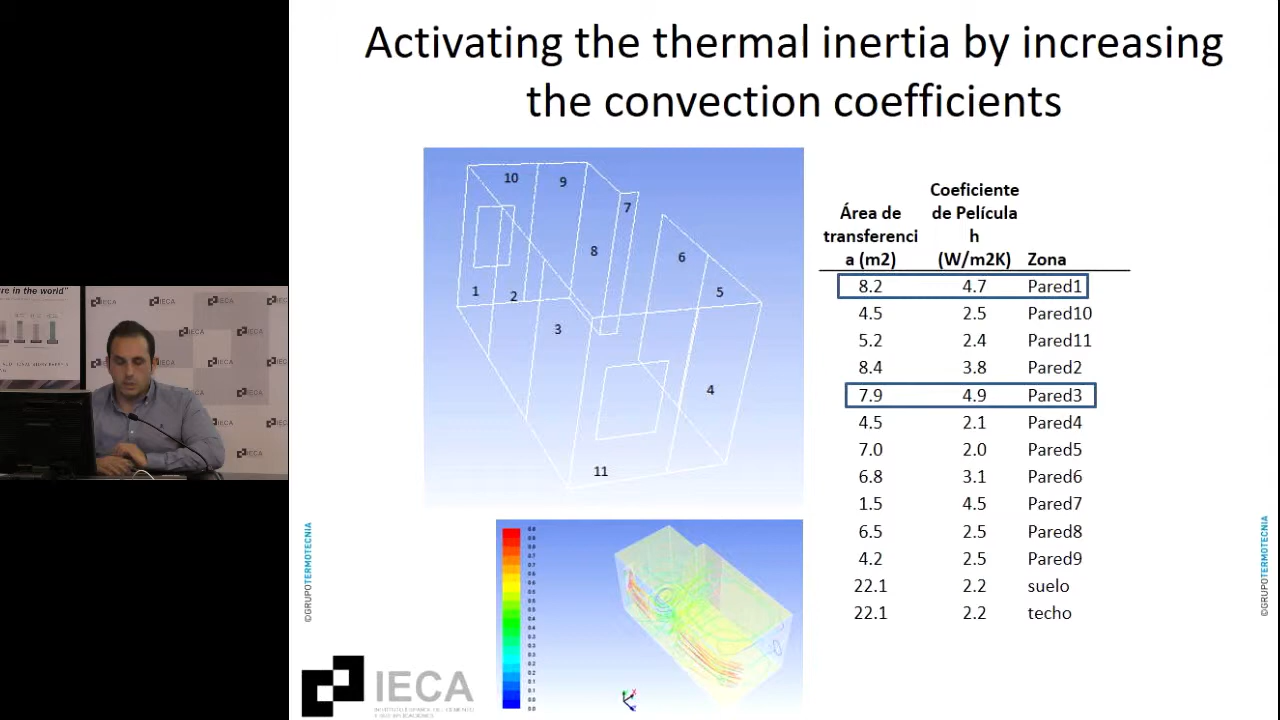 Activating the thermal inertia by increasing
the convection coefficients
10
9
7
8
6
1
2
5
3
4
11
Área de
transferenci
a (m2)
Coeficiente
de Película
h
(W/m2K)
Zona
8.2 4.7 Pared1
4.5 2.5 Pared10
5.2 2.4 Pared11
8.4 3.8 Pared2
7.9 4.9 Pared3
4.5 2.1 Pared4
7.0 2.0 Pared5
6.8 3.1 Pared6
1.5 4.5 Pared7
6.5 2.5 Pared8
4.2 2.5 Pared9
22.1 2.2 suelo
22.1 2.2 techo
©GRUPOTERMOTECNIA
©GRUPOTERMOTECNIA
IECA
re in the world"
IECA
IECA
IECA
IECA
IECA
IECA